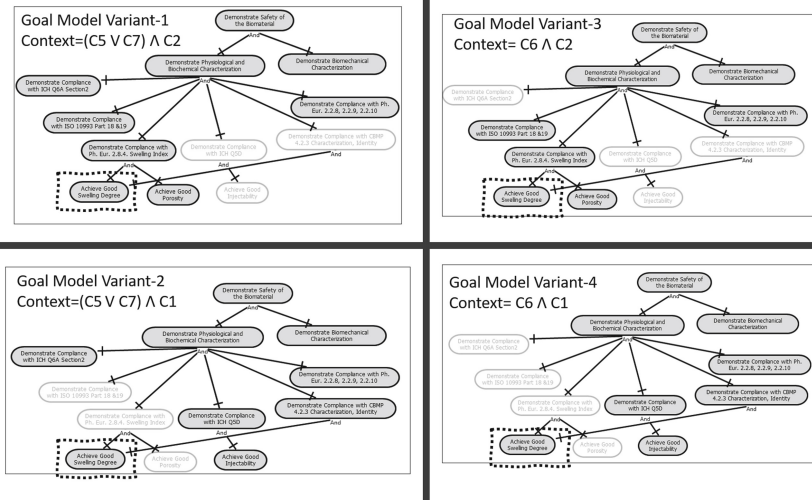 Goal Model Variant-1
Context=(C5 V C7) Λ C2
Demonstrate Safety of
the Biomaterial
And
Demonstrate Physiological and
Biochemical Characterization
Demonstrate Biomechanical
Characterization
And
Demonstrate Compliance
with ICH Q6A Section2
Demonstrate Compliance with Ph.
Eur. 2.2.8, 2.2.9, 2.2.10
Demonstrate Compliance
with ISO 10993 Part 18 &19
Demonstrate Compliance with CBMP
4.2.3 Characterization, Identity
Demonstrate Compliance with
Ph. Eur. 2.8.4. Swelling Index
Demonstrate Compliance
with ICH Q5D
And
And
And
Achieve Good
Swelling Degree
Achieve Good
Porosity
Achieve Good
Injectability
Goal Model Variant-3
Context= C6 Λ C2
Demonstrate Safety of
the Biomaterial
And
Demonstrate Physiological and
Biochemical Characterization
Demonstrate Biomechanical
Characterization
And
Demonstrate Compliance
with ICH Q6A Section2
Demonstrate Compliance with Ph.
Eur. 2.2.8, 2.2.9, 2.2.10
Demonstrate Compliance
with ISO 10993 Part 18 &19
Demonstrate Compliance with CBMP
4.2.3 Characterization, Identity
Demonstrate Compliance with
Ph. Eur. 2.8.4. Swelling Index
Demonstrate Compliance
with ICH Q5D
And
And
And
Achieve Good
Swelling Degree
Achieve Good
Porosity
Achieve Good
Injectability
Goal Model Variant-2
Context=(C5 V C7) Λ C1
Demonstrate Safety of
the Biomaterial
And
Demonstrate Physiological and
Biochemical Characterization
Demonstrate Biomechanical
Characterization
And
Demonstrate Compliance
with ICH Q6A Section2
Demonstrate Compliance with Ph.
Eur. 2.2.8, 2.2.9, 2.2.10
Demonstrate Compliance
with ISO 10993 Part 18 &19
Demonstrate Compliance with CBMP
4.2.3 Characterization, Identity
Demonstrate Compliance with
Ph. Eur. 2.8.4. Swelling Index
Demonstrate Compliance
with ICH Q5D
And
And
And
Achieve Good
Swelling Degree
Achieve Good
Porosity
Achieve Good
Injectability
Goal Model Variant-4
Context= C6 Λ C1
Demonstrate Safety of
the Biomaterial
And
Demonstrate Physiological and
Biochemical Characterization
Demonstrate Biomechanical
Characterization
And
Demonstrate Compliance
with ICH Q6A Section2
Demonstrate Compliance with Ph.
Eur. 2.2.8, 2.2.9, 2.2.10
Demonstrate Compliance
with ISO 10993 Part 18 &19
Demonstrate Compliance with CBMP
4.2.3 Characterization, Identity
Demonstrate Compliance with
Ph. Eur. 2.8.4. Swelling Index
Demonstrate Compliance
with ICH Q5D
And
And
And
Achieve Good
Swelling Degree
Achieve Good
Porosity
Achieve Good
Injectability